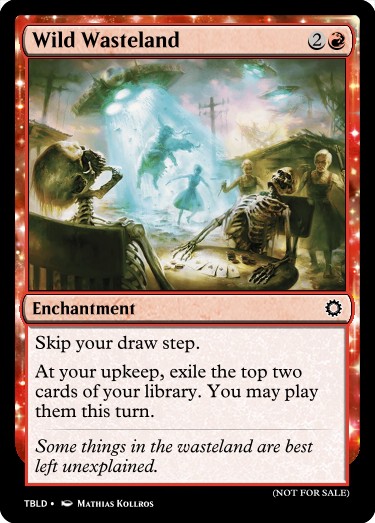 Wild Wasteland 2
Enchantment
Skip your draw step.
At your upkeep, exile the top two
cards of your library. You may play
them this turn.
Some things in the wasteland are best
left unexplained.
(NOT FOR SALE)
TBLD • Mathias Kollros